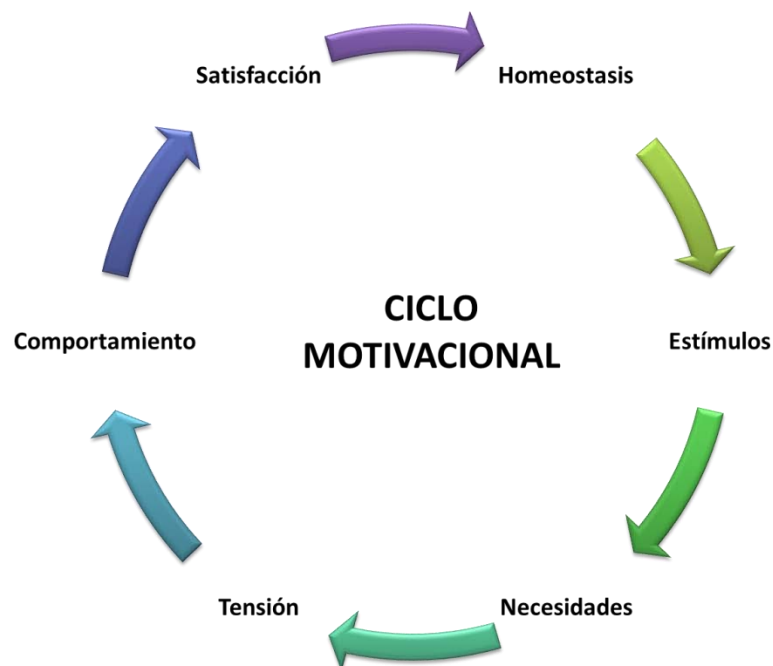 Satisfacción
Homeostasis
CICLO
MOTIVACIONAL
Comportamiento
Estímulos
Tensión
Necesidades